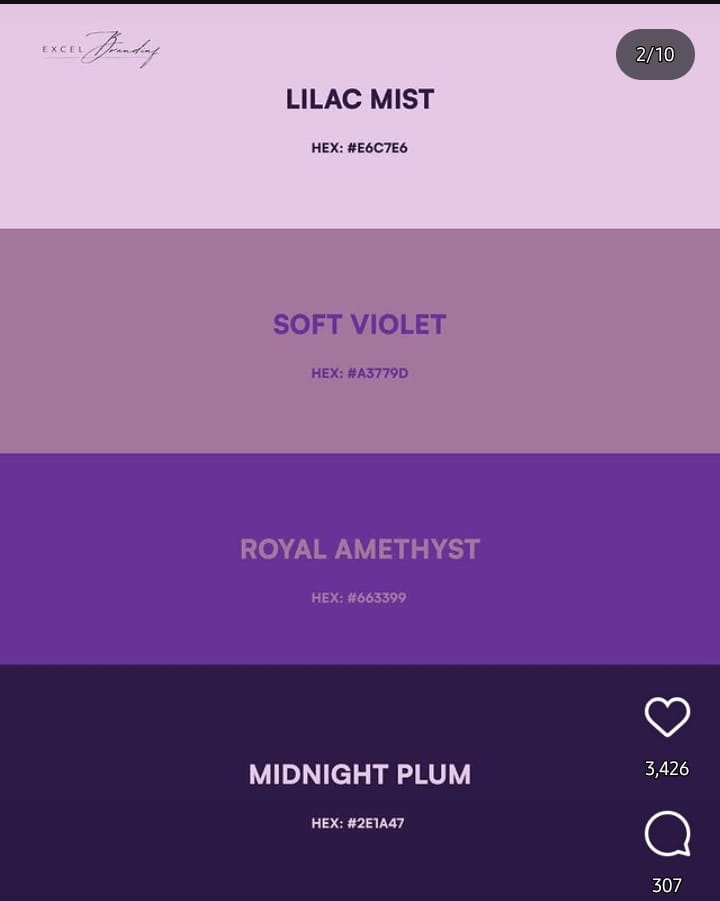 EXCEL Branding
2/10
LILAC MIST
HEX: #E6C7E6
SOFT VIOLET
HEX: #A3779D
ROYAL AMETHYST
HEX: #663399
MIDNIGHT PLUM
HEX: #2E1A47
3,426
307